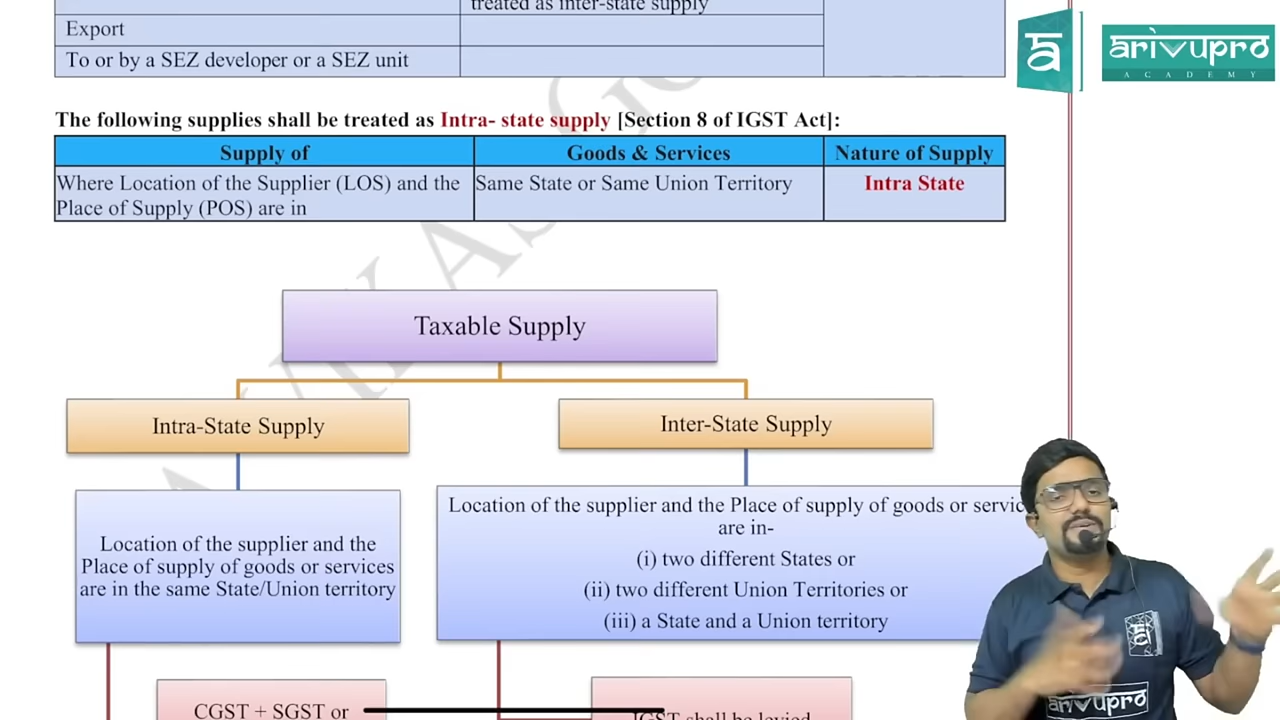 treated as inter-state supply
Export
To or by a SEZ developer or a SEZ unit
arivupro
ACADEMY
The following supplies shall be treated as Intra- state supply [Section 8 of IGST Act]:
Supply of
Goods & Services
Nature of Supply
Where Location of the Supplier (LOS) and the
Place of Supply (POS) are in
Same State or Same Union Territory
Intra State
Taxable Supply
Intra-State Supply
Inter-State Supply
Location of the supplier and the
Place of supply of goods or services
are in the same State/Union territory
Location of the supplier and the Place of supply of goods or servic
are in-
(i) two different States or
(ii) two different Union Territories or
(iii) a State and a Union territory
CGST + SGST or
IGST shall be levied
arivupro